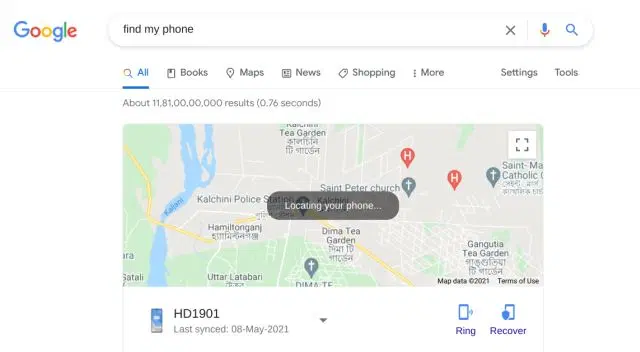 Google
find my phone
All
Books
Maps
News
Shopping
More
Settings
Tools
About 11,81,00,00,000 results (0.76 seconds)
Kalchini
Tea Garden
কালচিনি
টি গার্ডেন
Saint Peter church
Saint- Ma
Catholic C
Kalchini Police Station
Kalchini
Locating your phone...
Kaljani
Hamiltonganj
হ্যামিল্টনগঞ্জ
Dima Tea
Garden
দিমা টি
গার্ডেন
Gangutia
Tea Garden
গাঙ্গুটিয়া
টি গার্ডেন
Satali
Uttar Latabari
DIMA-TE
Map data ©2021
Terms of Use
HD1901
Last synced: 08-May-2021
Ring
Recover